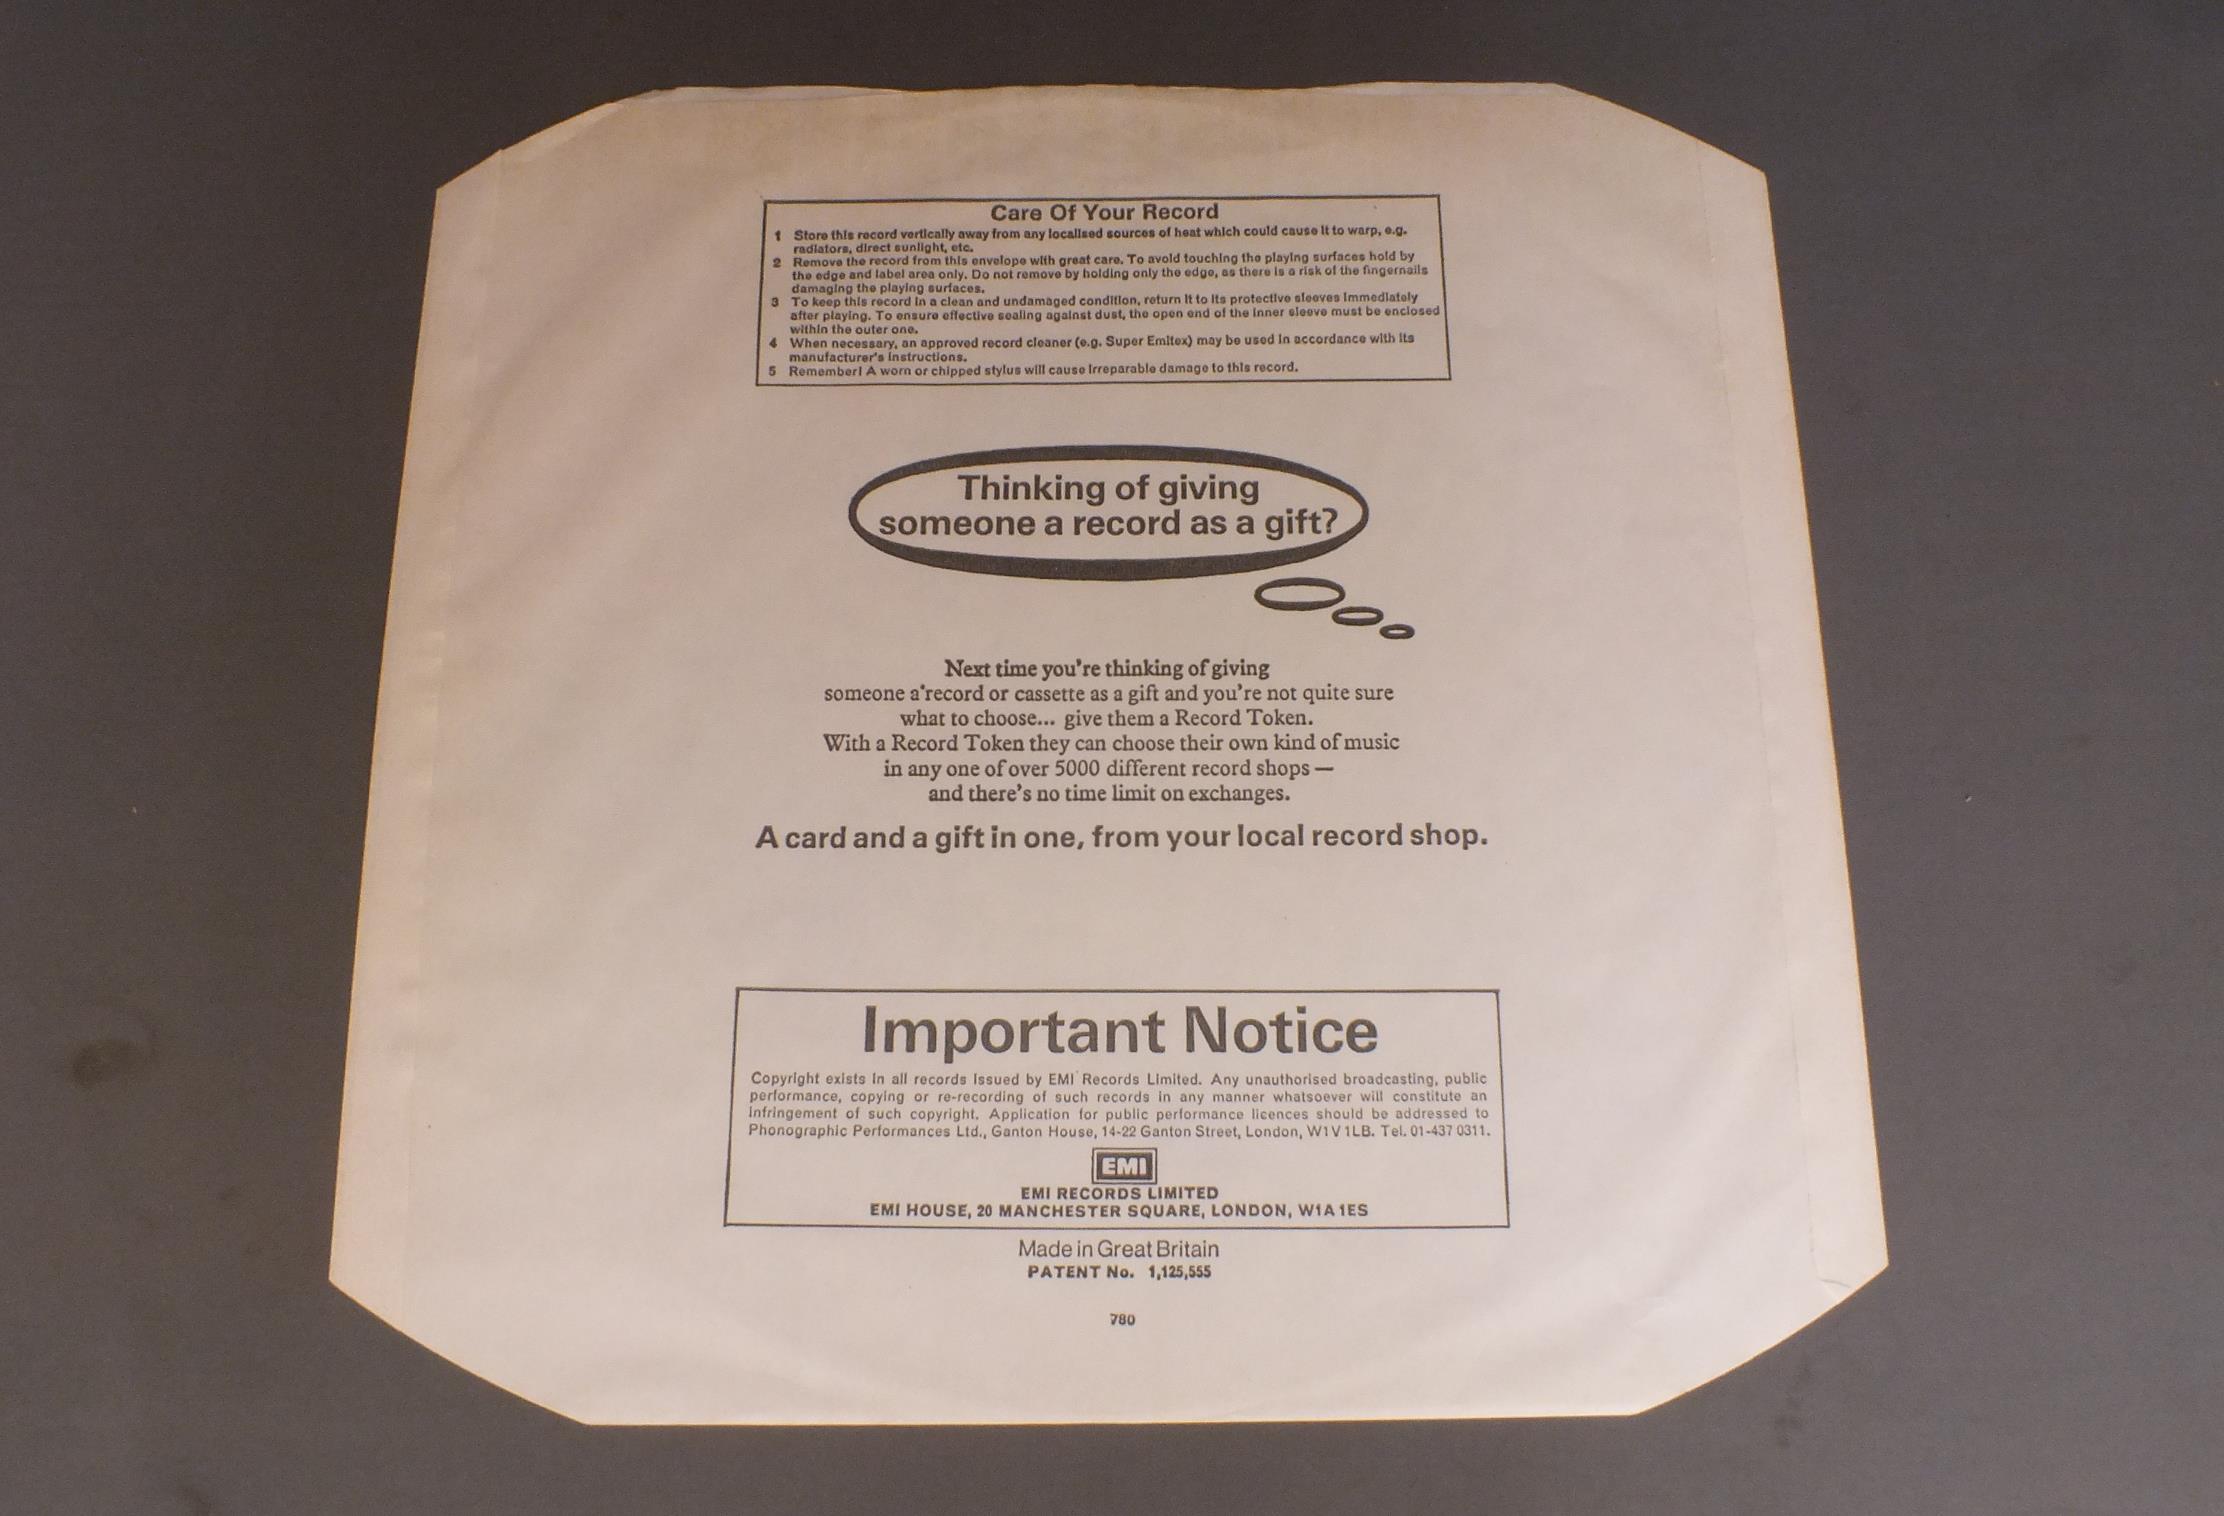 Care Of Your Record
1 Store this record vertically away from any localised sources of heat which could cause it to warp, e.g.
radiators, direct sunlight, etc.
2 Remove the record from this envelope with great care. To avoid touching the playing surfaces hold by
the edge and label area only. Do not remove by holding only the edge, as there is a risk of the fingernails
damaging the playing surfaces.
3 To keep this record in a clean and undamaged condition, return it to its protective sleeves immediately
after playing. To ensure effective sealing against dust, the open end of the inner sleeve must be enclosed
within the outer one.
4 When necessary, an approved record cleaner (e.g. Super Emitex) may be used in accordance with its
manufacturer's instructions.
5 Remember! A worn or chipped stylus will cause irreparable damage to this record.
Thinking of giving
someone a record as a gift?
Next time you're thinking of giving
someone a record or cassette as a gift and you're not quite sure
what to choose... give them a Record Token.
With a Record Token they can choose their own kind of music
in any one of over 5000 different record shops —
and there's no time limit on exchanges.
A card and a gift in one, from your local record shop.
Important Notice
Copyright exists in all records issued by EMI Records Limited. Any unauthorised broadcasting, public
performance, copying or re-recording of such records in any manner whatsoever will constitute an
infringement of such copyright. Application for public performance licences should be addressed to
Phonographic Performances Ltd., Ganton House, 14-22 Ganton Street, London, W1V 1LB. Tel. 01-437 0311.
EMI
EMI RECORDS LIMITED
EMI HOUSE, 20 MANCHESTER SQUARE, LONDON, W1A 1ES
Made in Great Britain
PATENT No. 1,125,555
780